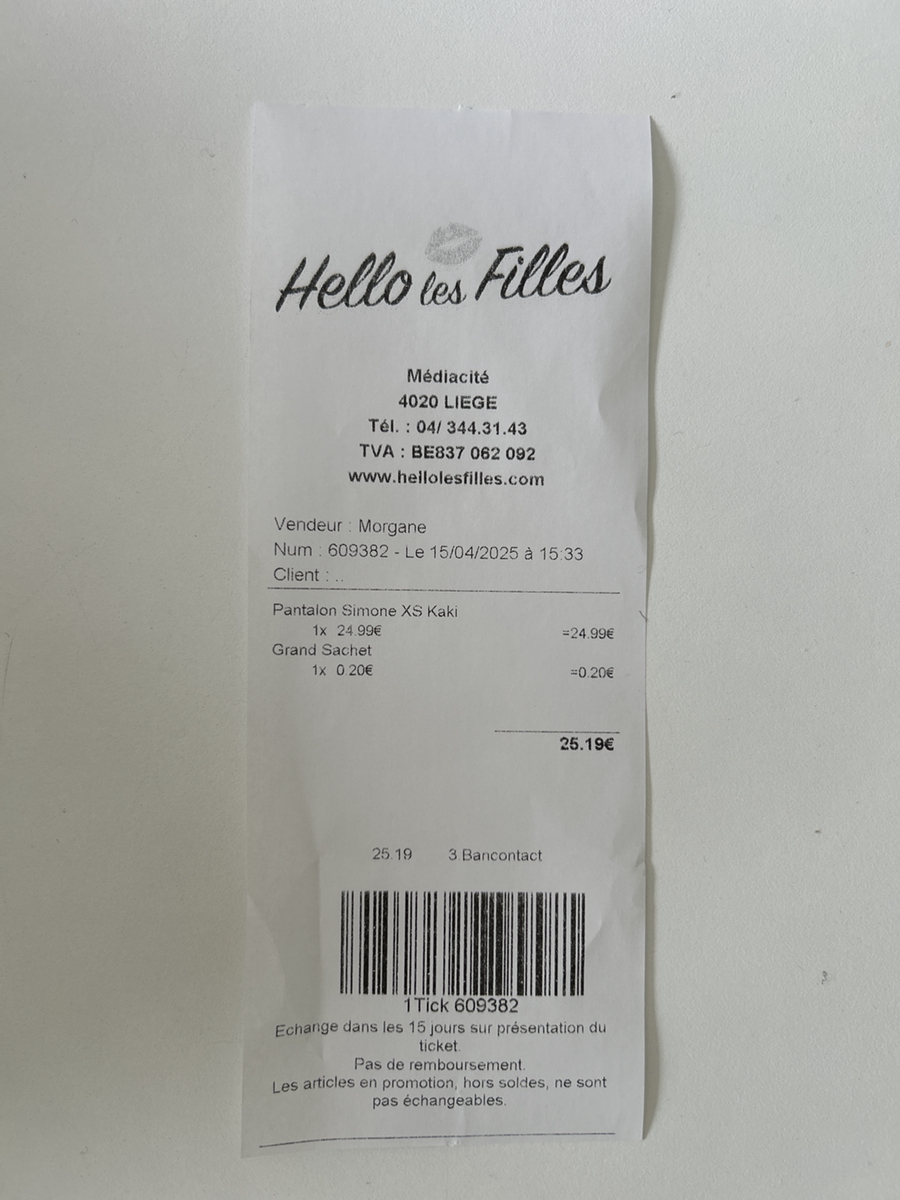 Hello les Filles
Médiacité
4020 LIEGE
Tél. : 04/ 344.31.43
TVA : BE837 062 092
www.hellolesfilles.com
Vendeur : Morgane
Num : 609382 - Le 15/04/2025 à 15:33
Client : ..
Pantalon Simone XS Kaki
1x 24.99€ =24.99€
Grand Sachet
1x 0.20€ =0.20€
25.19€
25.19 3.Bancontact
1Tick 609382
Echange dans les 15 jours sur présentation du
ticket.
Pas de remboursement.
Les articles en promotion, hors soldes, ne sont
pas échangeables.